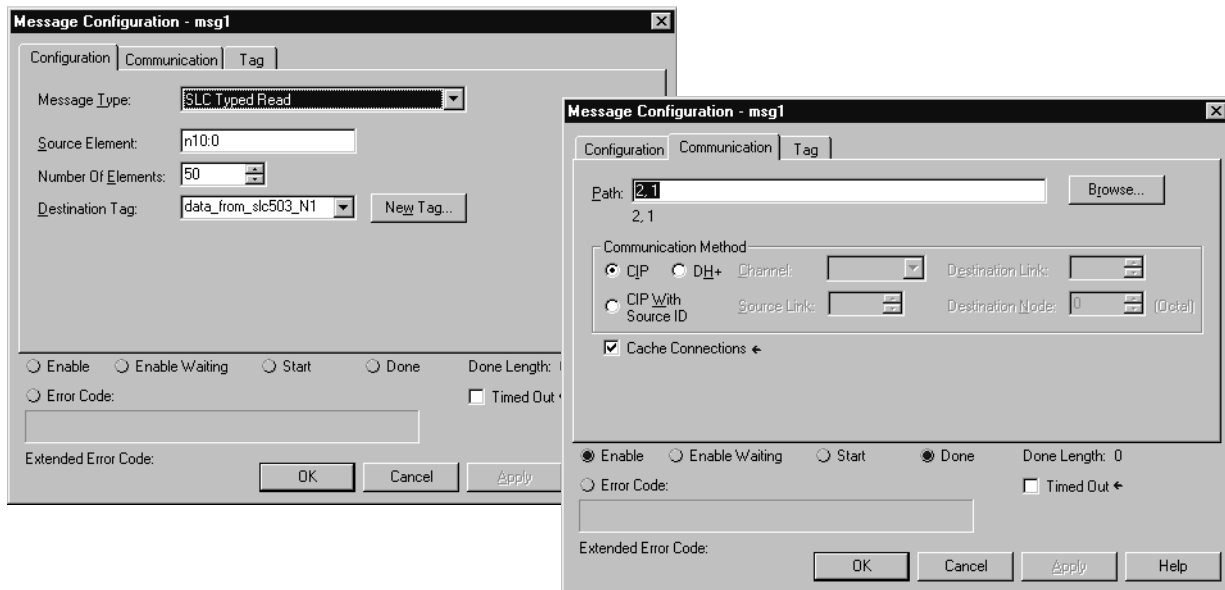 Message Configuration - msg1
Configuration Communication Tag
Message Type: SLC Typed Read
Source Element: n10:0
Number Of Elements: 50
Destination Tag: data_from_slc503_N1 New Tag...
Enable Enable Waiting Start Done Done Length:
Error Code: Timed Out
Extended Error Code:
OK Cancel Apply
Message Configuration - msg1
Configuration Communication Tag
Path: 2, 1 Browse...
2, 1
Communication Method
CIP DH+ Channel: Destination Link:
CIP With
Source ID Source Link: Destination Node: 0 (Octal)
Cache Connections ←
Enable Enable Waiting Start Done Done Length: 0
Error Code: Timed Out ←
Extended Error Code:
OK Cancel Apply Help